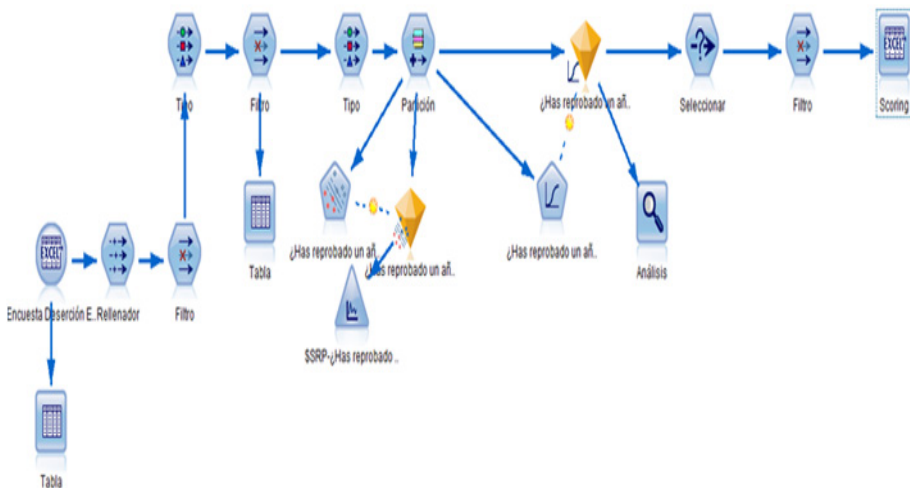 EXCEL
Tipo
Filtro
Tipo
Partición
¿Has reprobado un añ..
Seleccionar
Filtro
Scoring
EXCEL
Encuesta Deserción E..
Rellenador
Filtro
Tabla
¿Has reprobado un añ..
¿Has reprobado un añ..
¿Has reprobado un añ..
Análisis
$SRP-¿Has reprobado ..
Tabla